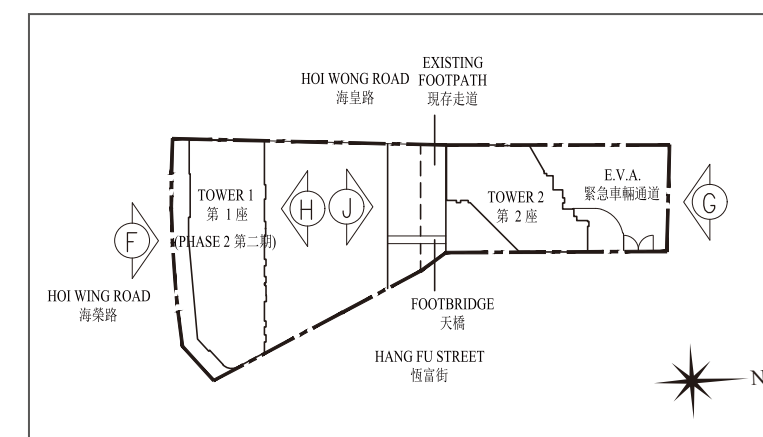 HOI WONG ROAD
海皇路
EXISTING
FOOTPATH
現存走道
TOWER 1
第 1 座
(PHASE 2 第二期)
H
J
TOWER 2
第 2 座
E.V.A.
緊急車輛通道
G
F
HOI WING ROAD
海榮路
FOOTBRIDGE
天橋
HANG FU STREET
恆富街
N